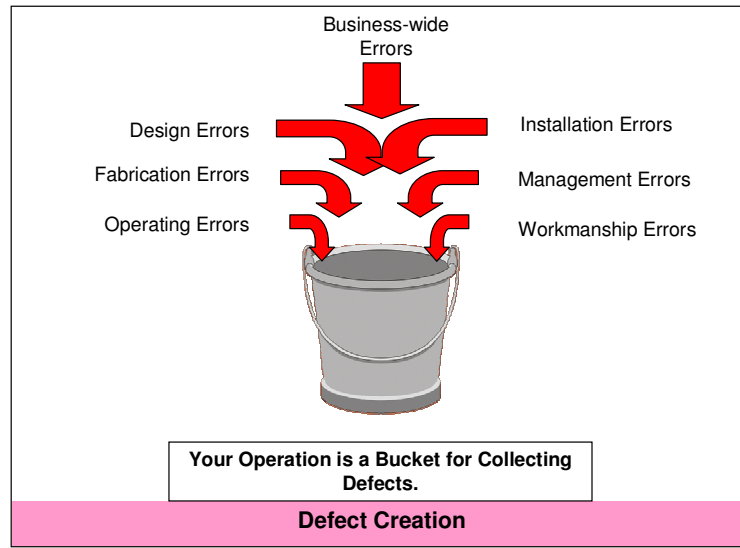 Business-wide
Errors
Design Errors
Installation Errors
Fabrication Errors
Management Errors
Operating Errors
Workmanship Errors
Your Operation is a Bucket for Collecting
Defects.
Defect Creation